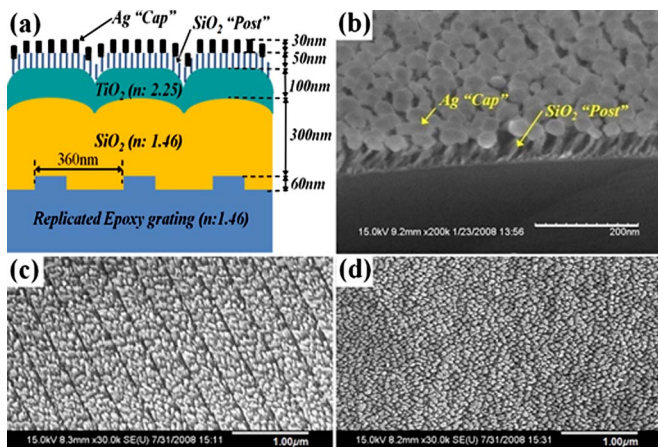 (a)
Ag "Cap"
SiO2 "Post"
30nm
50nm
100nm
TiO2 (n: 2.25)
SiO2 (n: 1.46)
300nm
360nm
60nm
Replicated Epoxy grating (n:1.46)
(b)
Ag "Cap"
SiO2 "Post"
15.0kV 9.2mm x200k 1/23/2008 13:56
200nm
(c)
15.0kV 8.3mm x30.0k SE(U) 7/31/2008 15:11
1.00µm
(d)
15.0kV 8.2mm x30.0k SE(U) 7/31/2008 15:31
1.00µm